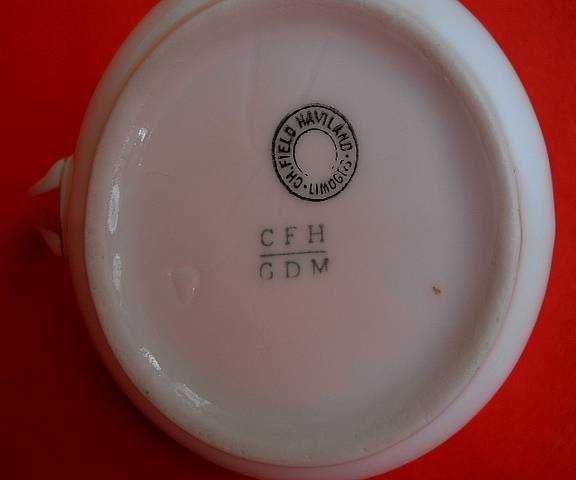 CH. FIELD HAVILAND · LIMOGES ·
CFH
GDM